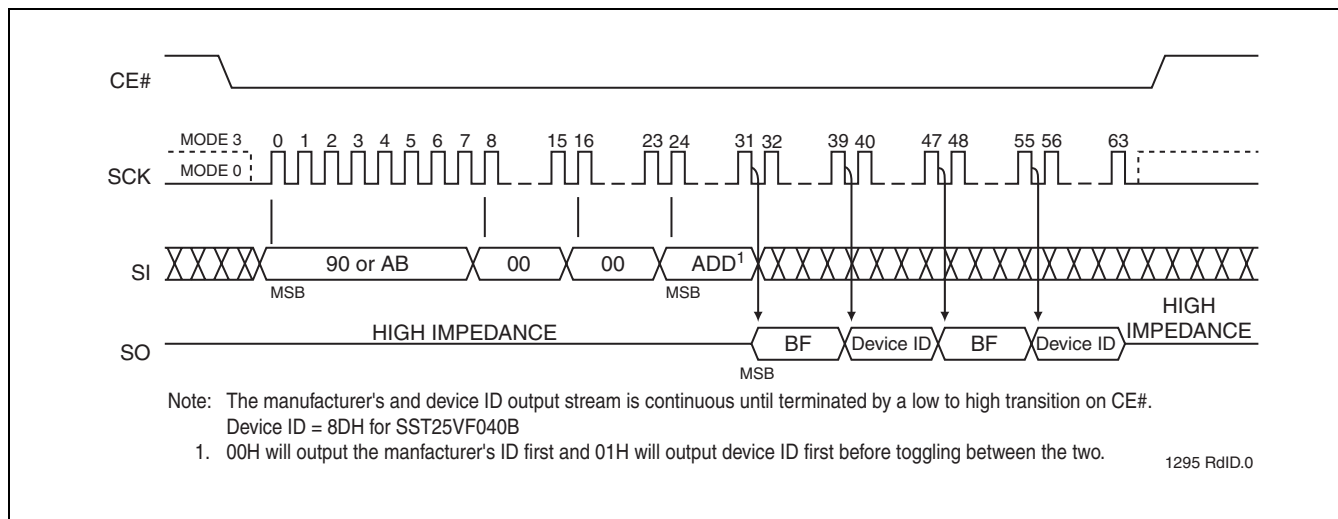 CE#
MODE 3 0 1 2 3 4 5 6 7 8 15 16 23 24 31 32 39 40 47 48 55 56 63
SCK MODE 0
SI 90 or AB 00 00 ADD1
MSB MSB
HIGH IMPEDANCE HIGH IMPEDANCE
SO BF Device ID BF Device ID
MSB
Note: The manufacturer's and device ID output stream is continuous until terminated by a low to high transition on CE#.
Device ID = 8DH for SST25VF040B
1. 00H will output the manfacturer's ID first and 01H will output device ID first before toggling between the two.
1295 RdID.0